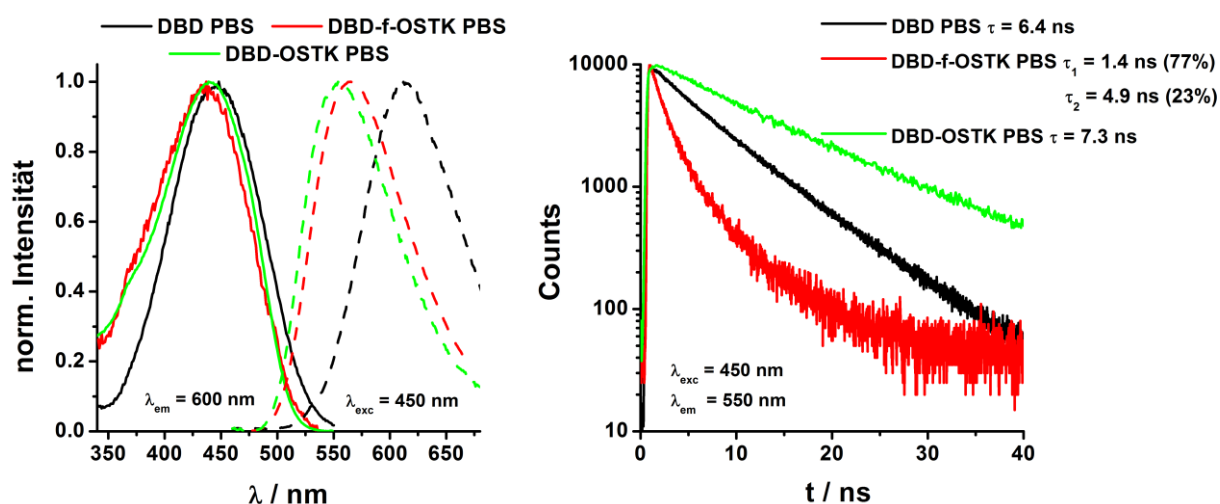 DBD PBS
DBD-f-OSTK PBS
DBD-OSTK PBS
1.0
0.8
0.6
0.4
0.2
0.0
norm. Intensität
λem = 600 nm
λexc = 450 nm
350 400 450 500 550 600 650
λ / nm
DBD PBS τ = 6.4 ns
DBD-f-OSTK PBS τ1 = 1.4 ns (77%)
τ2 = 4.9 ns (23%)
DBD-OSTK PBS τ = 7.3 ns
10000
1000
100
10
Counts
λexc = 450 nm
λem = 550 nm
0 10 20 30 40
t / ns